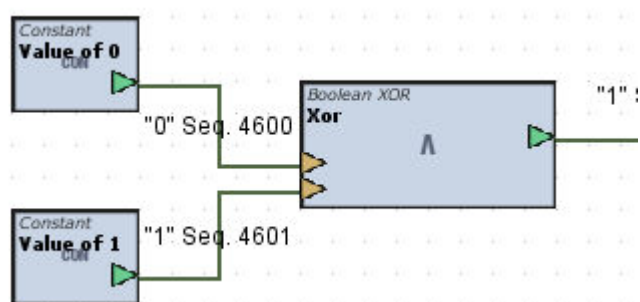 Constant
Value of 0
CON
"0" Seq. 4600
Boolean XOR
Xor
Λ
"1" S
Constant
Value of 1
CON
"1" Seq. 4601